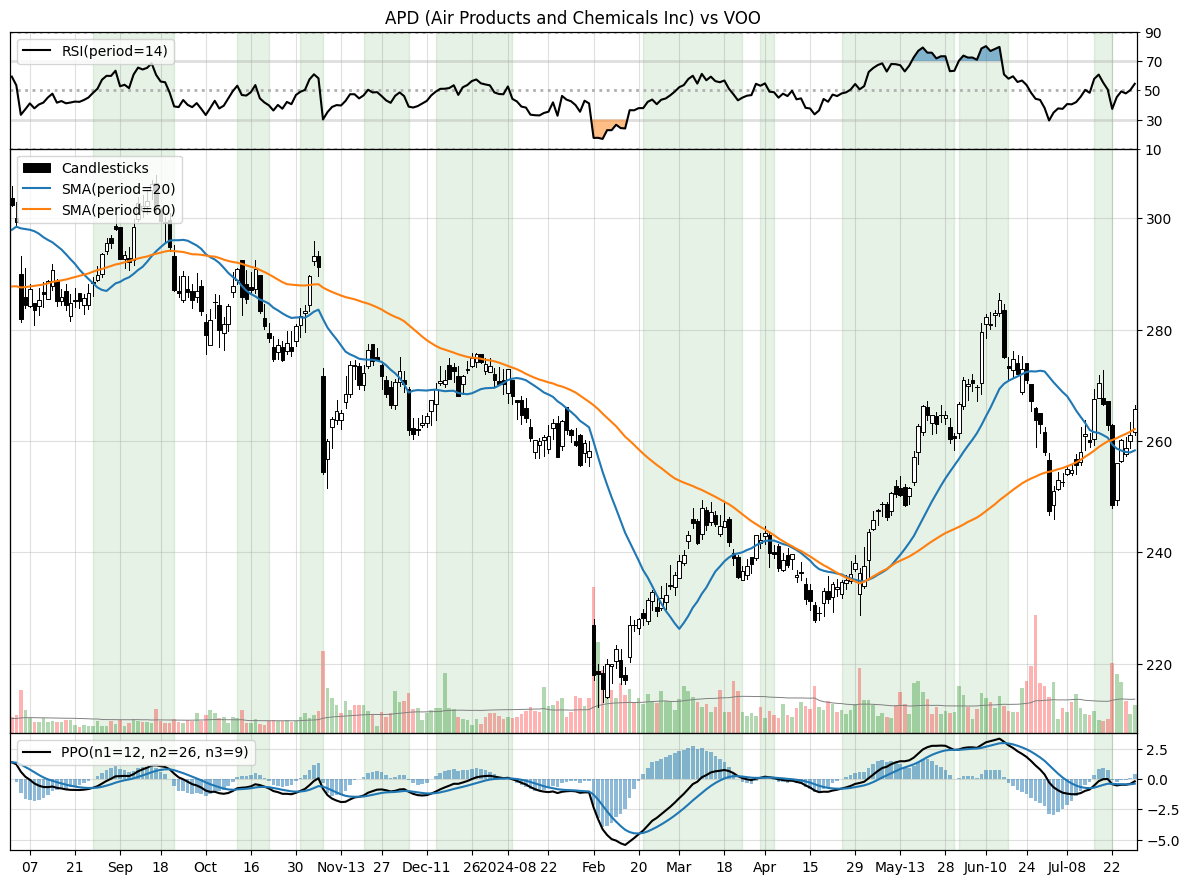 APD (Air Products and Chemicals Inc) vs VOO
RSI(period=14)
90
70
50
30
10
Candlesticks
SMA(period=20)
SMA(period=60)
300
280
260
240
220
PPO(n1=12, n2=26, n3=9)
2.5
0.0
−2.5
−5.0
07 21 Sep 18 Oct 16 30 Nov-13 27 Dec-11 26 2024-08 22 Feb 20 Mar 18 Apr 15 29 May-13 28 Jun-10 24 Jul-08 22